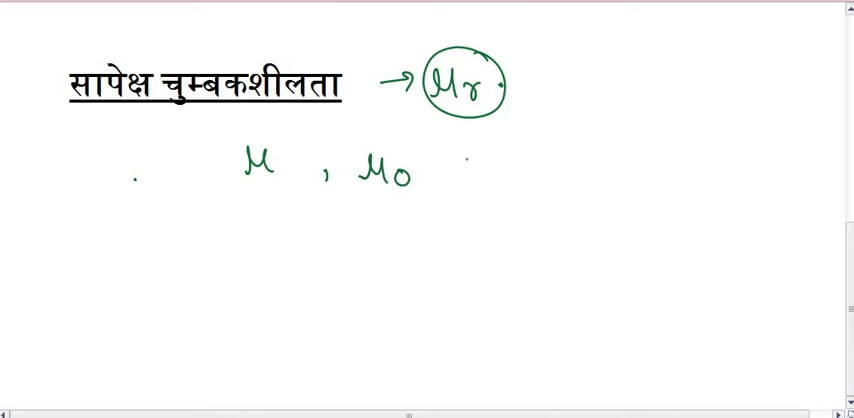 सापेक्ष चुम्बकशीलता → μr
μ , μ0